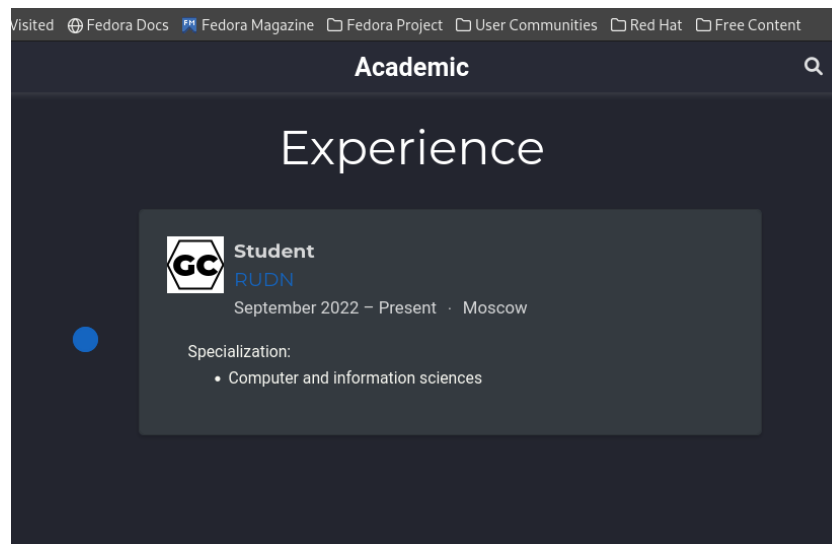 Visited Fedora Docs Fedora Magazine Fedora Project User Communities Red Hat Free Content
Academic
Experience
GC
Student
RUDN
September 2022 – Present · Moscow
Specialization:
• Computer and information sciences